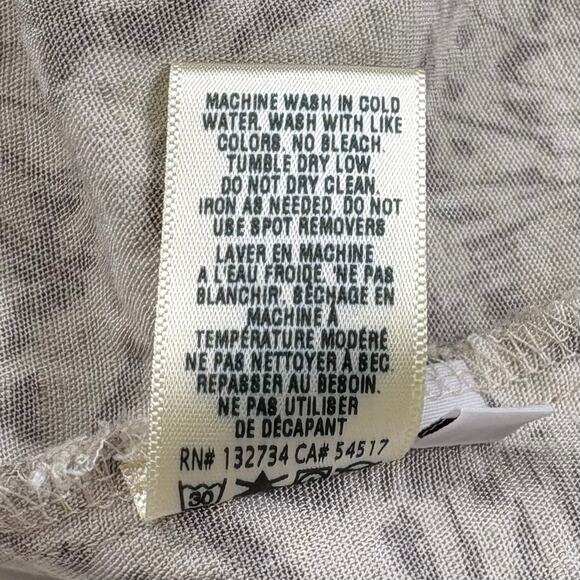 MACHINE WASH IN COLD
WATER, WASH WITH LIKE
COLORS, NO BLEACH,
TUMBLE DRY LOW,
DO NOT DRY CLEAN,
IRON AS NEEDED, DO NOT
USE SPOT REMOVERS
LAVER EN MACHINE
A L'EAU FROIDE, 'NE PAS
BLANCHIR', SÉCHAGE EN
MACHINE À
TEMPÉRATURE MODÉRÉ
NE PAS NETTOYER A SEC.
REPASSER AU BESOIN.
NE PAS UTILISER
DE DÉCAPANT
RN# 132734 CA# 54517
30